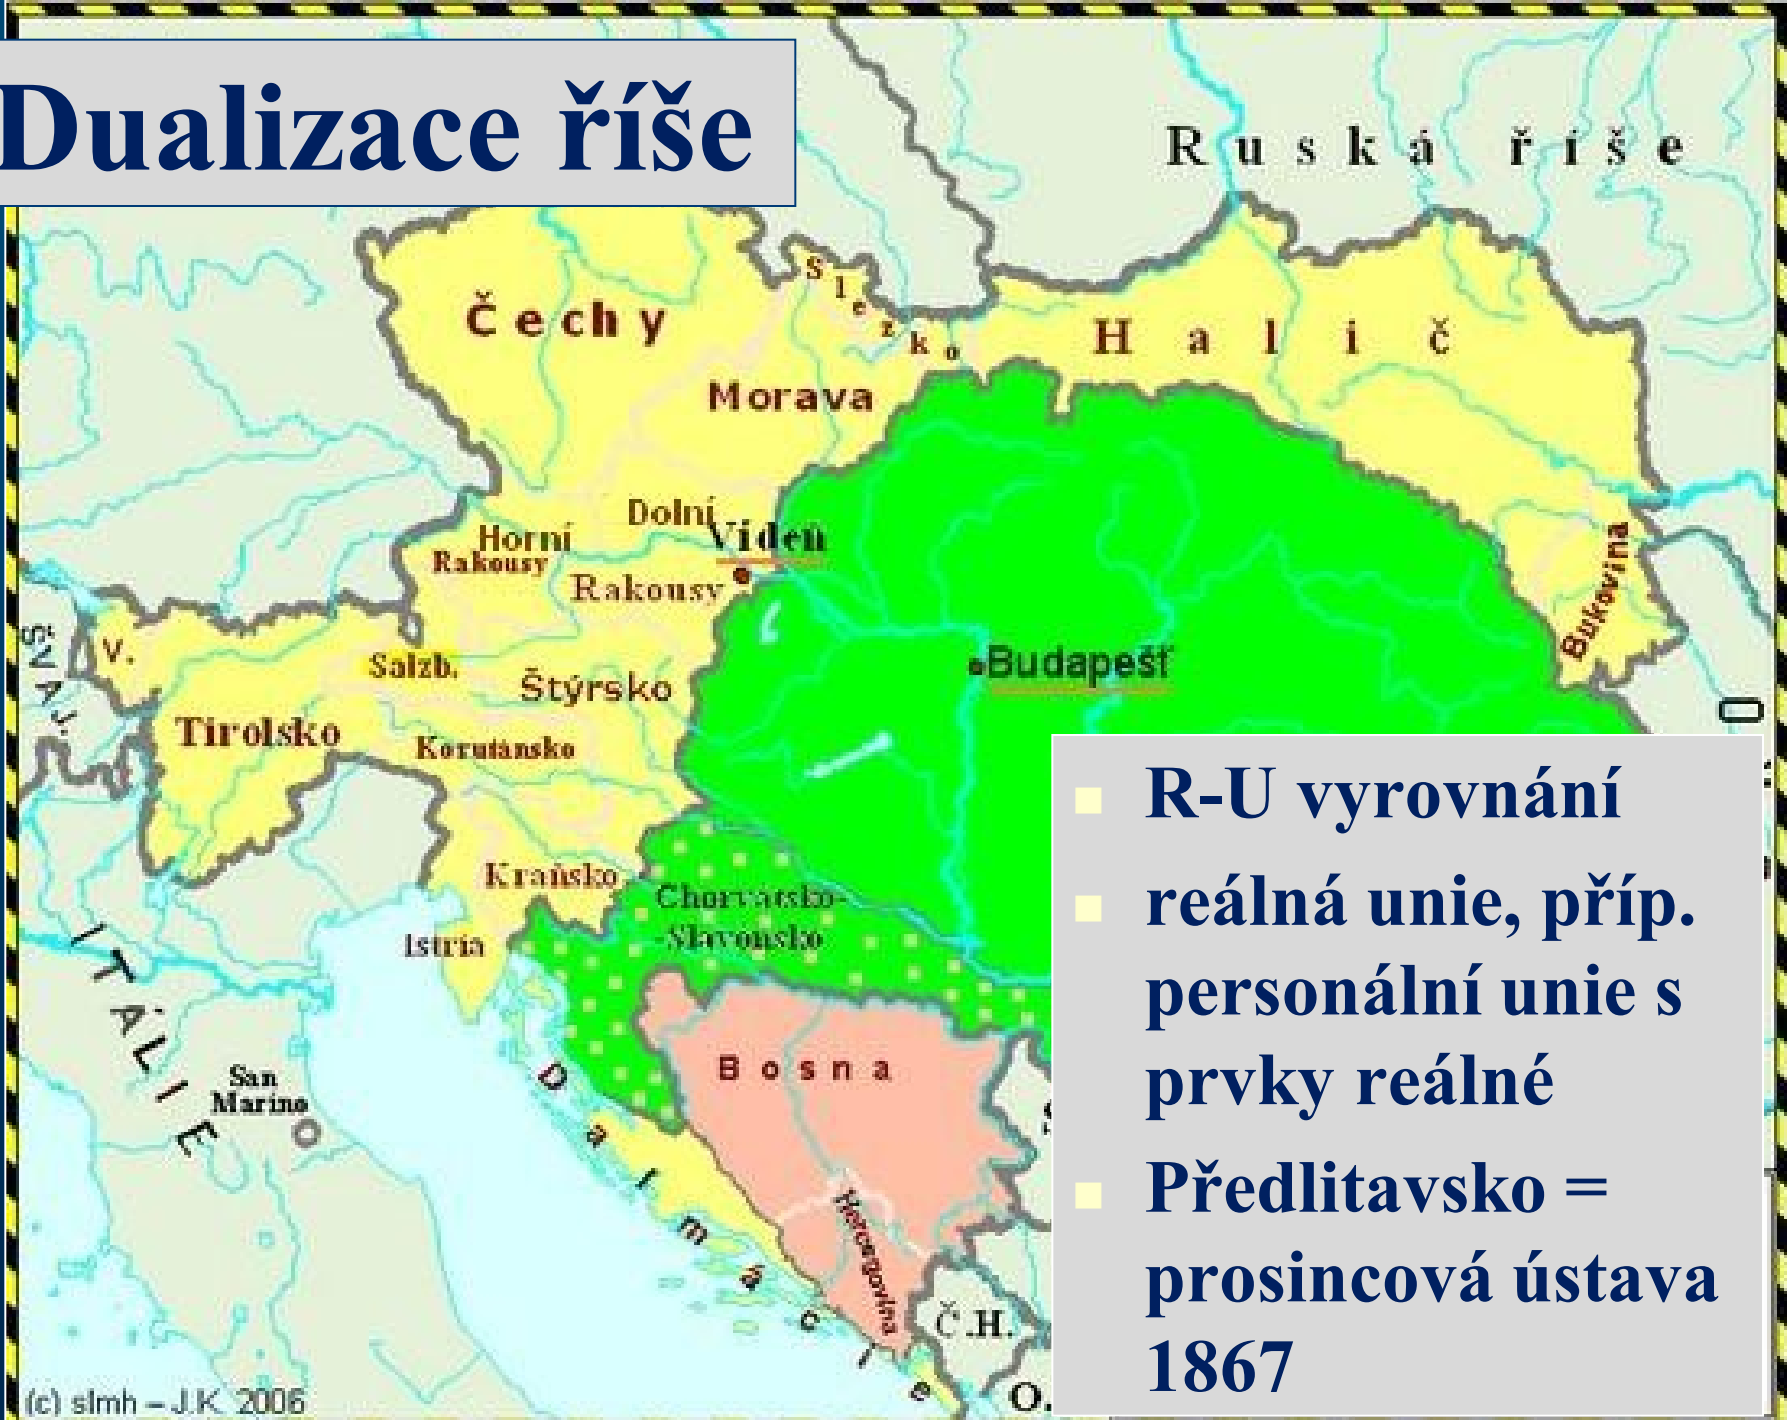 Dualizace říše
Ruská říše
Čechy
Slezsko
Halič
Morava
Dolní
Vídeň
Horní
Rakousy
Rakousy
Bukovina
ŠVAJ.
V.
Salzb.
Štýrsko
Budapešť
Tirolsko
Korutansko
Kraňsko
Chorvatsko-
-Slavonsko
Istria
ITÁLIE
San
Marino
Bosna
Hercegovina
Dalmácie
Č.H.
O.
R-U vyrovnání
reálná unie, příp.
personální unie s
prvky reálné
Předlitavsko =
prosincová ústava
1867
(c) slmh – J.K. 2006